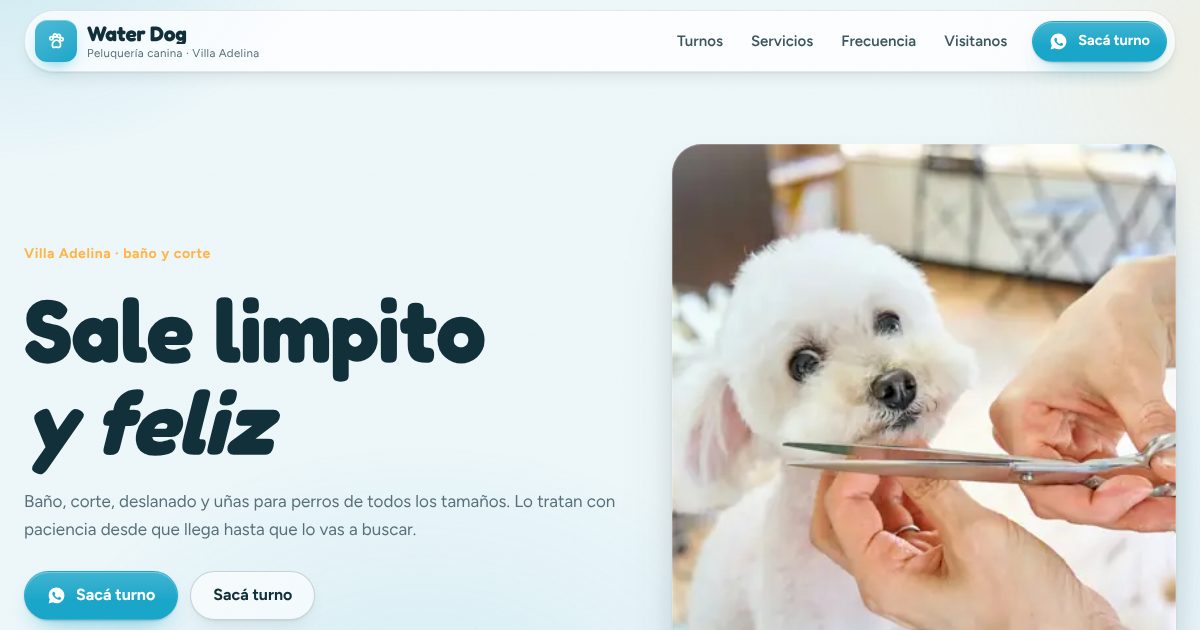 Water Dog
Peluquería canina · Villa Adelina
Turnos
Servicios
Frecuencia
Visitanos
Sacá turno
Villa Adelina · baño y corte
Sale limpito
y feliz
Baño, corte, deslanado y uñas para perros de todos los tamaños. Lo tratan con
paciencia desde que llega hasta que lo vas a buscar.
Sacá turno
Sacá turno